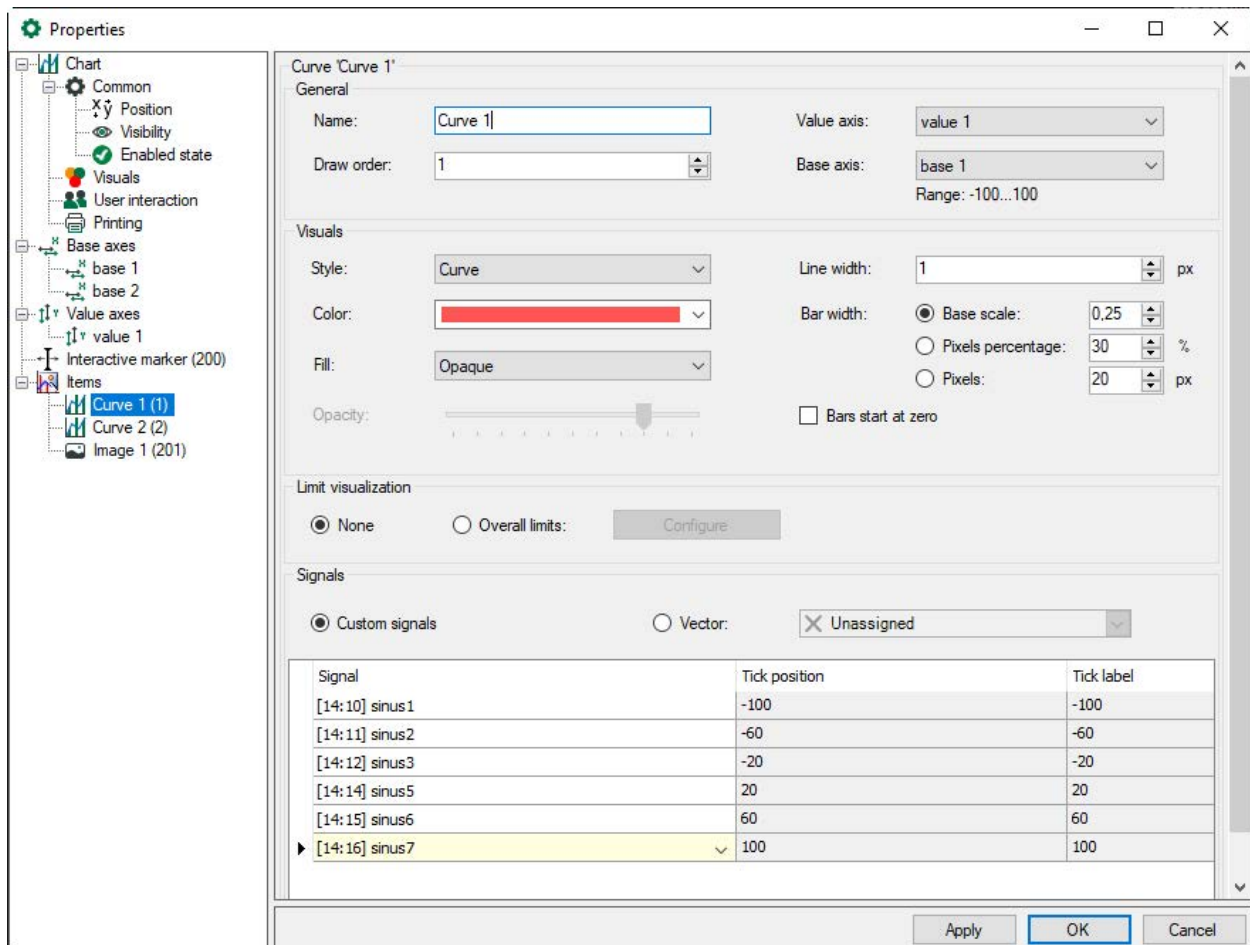 Properties
Chart
Common
Position
Visibility
Enabled state
Visuals
User interaction
Printing
Base axes
base 1
base 2
Value axes
value 1
Interactive marker (200)
Items
Curve 1 (1)
Curve 2 (2)
Image 1 (201)
Curve 'Curve 1'
General
Name: Curve 1 Value axis: value 1
Draw order: 1 Base axis: base 1
Range: -100...100
Visuals
Style: Curve Line width: 1 px
Color: Bar width: Base scale: 0,25
Pixels percentage: 30 %
Fill: Opaque
Pixels: 20 px
Opacity: Bars start at zero
Limit visualization
None Overall limits: Configure
Signals
Custom signals Vector: Unassigned
Signal Tick position Tick label
[14:10] sinus1 -100 -100
[14:11] sinus2 -60 -60
[14:12] sinus3 -20 -20
[14:14] sinus5 20 20
[14:15] sinus6 60 60
[14:16] sinus7 100 100
Apply OK Cancel